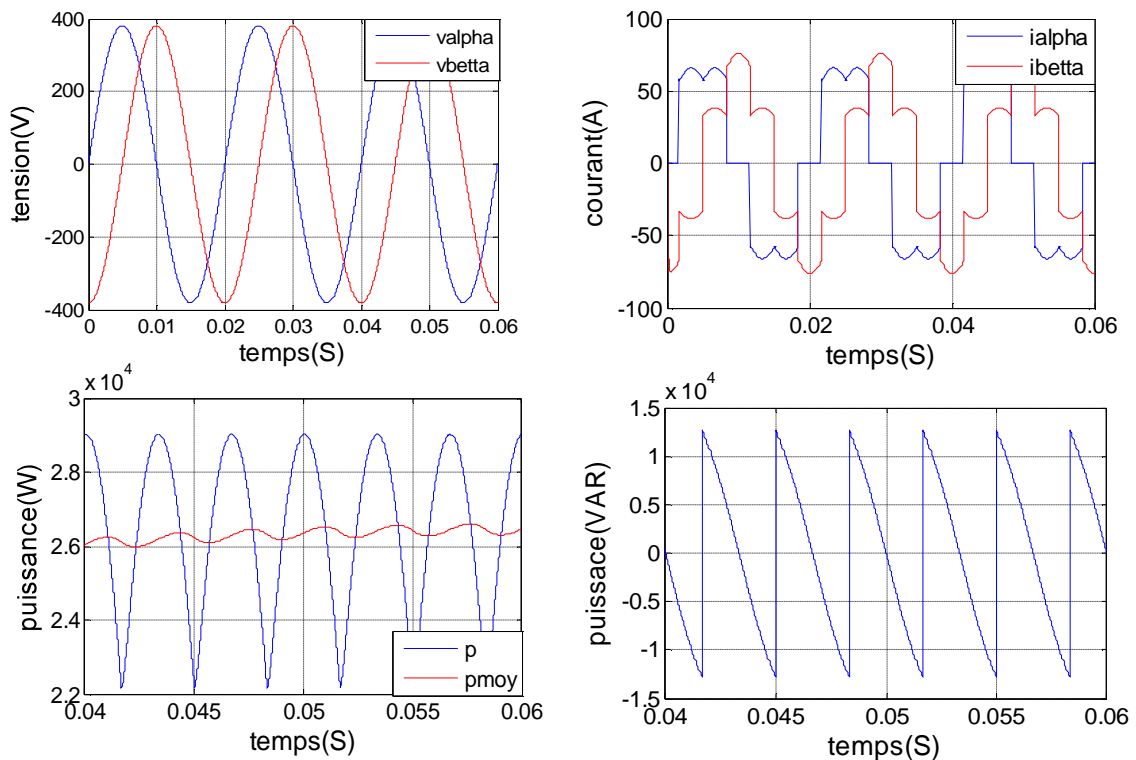 400
200
0
-200
-400
0
0.01
0.02
0.03
0.04
0.05
0.06
tension(V)
temps(S)
valpha
vbetta
100
50
0
-50
-100
0
0.02
0.04
0.06
courant(A)
temps(S)
ialpha
ibetta
x 10⁴
3
2.8
2.6
2.4
2.2
0.04
0.045
0.05
0.055
0.06
puissance(W)
temps(S)
p
pmoy
x 10⁴
1.5
1
0.5
0
-0.5
-1
-1.5
0.04
0.045
0.05
0.055
0.06
puissace(VAR)
temps(S)